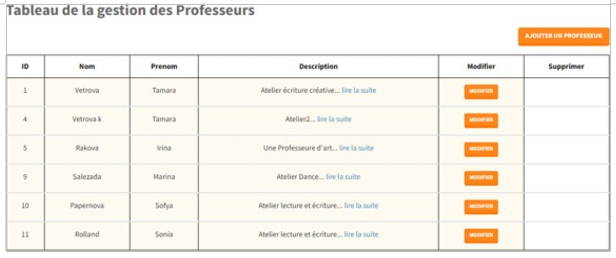 Tableau de la gestion des Professeurs
AJOUTER UN PROFESSEUR
ID Nom Prenom Description Modifier Supprimer
1 Vetrova Tamara Atelier écriture créative... lire la suite MODIFIER
4 Vetrova k Tamara Atelier2... lire la suite MODIFIER
5 Rakova Irina Une Professeure d'art... lire la suite MODIFIER
9 Salezada Marina Atelier Dance... lire la suite MODIFIER
10 Papernova Sofya Atelier lecture et écriture... lire la suite MODIFIER
11 Rolland Sonia Atelier lecture et écriture... lire la suite MODIFIER